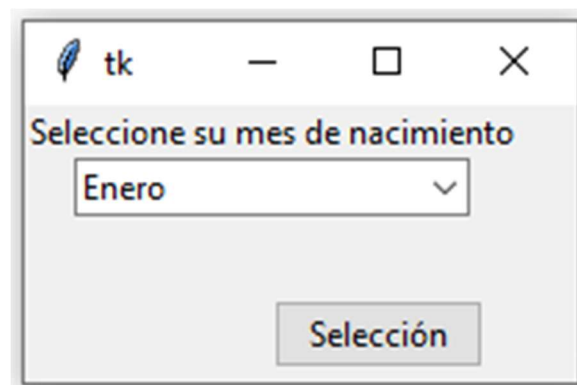 tk
Seleccione su mes de nacimiento
Enero
Selección